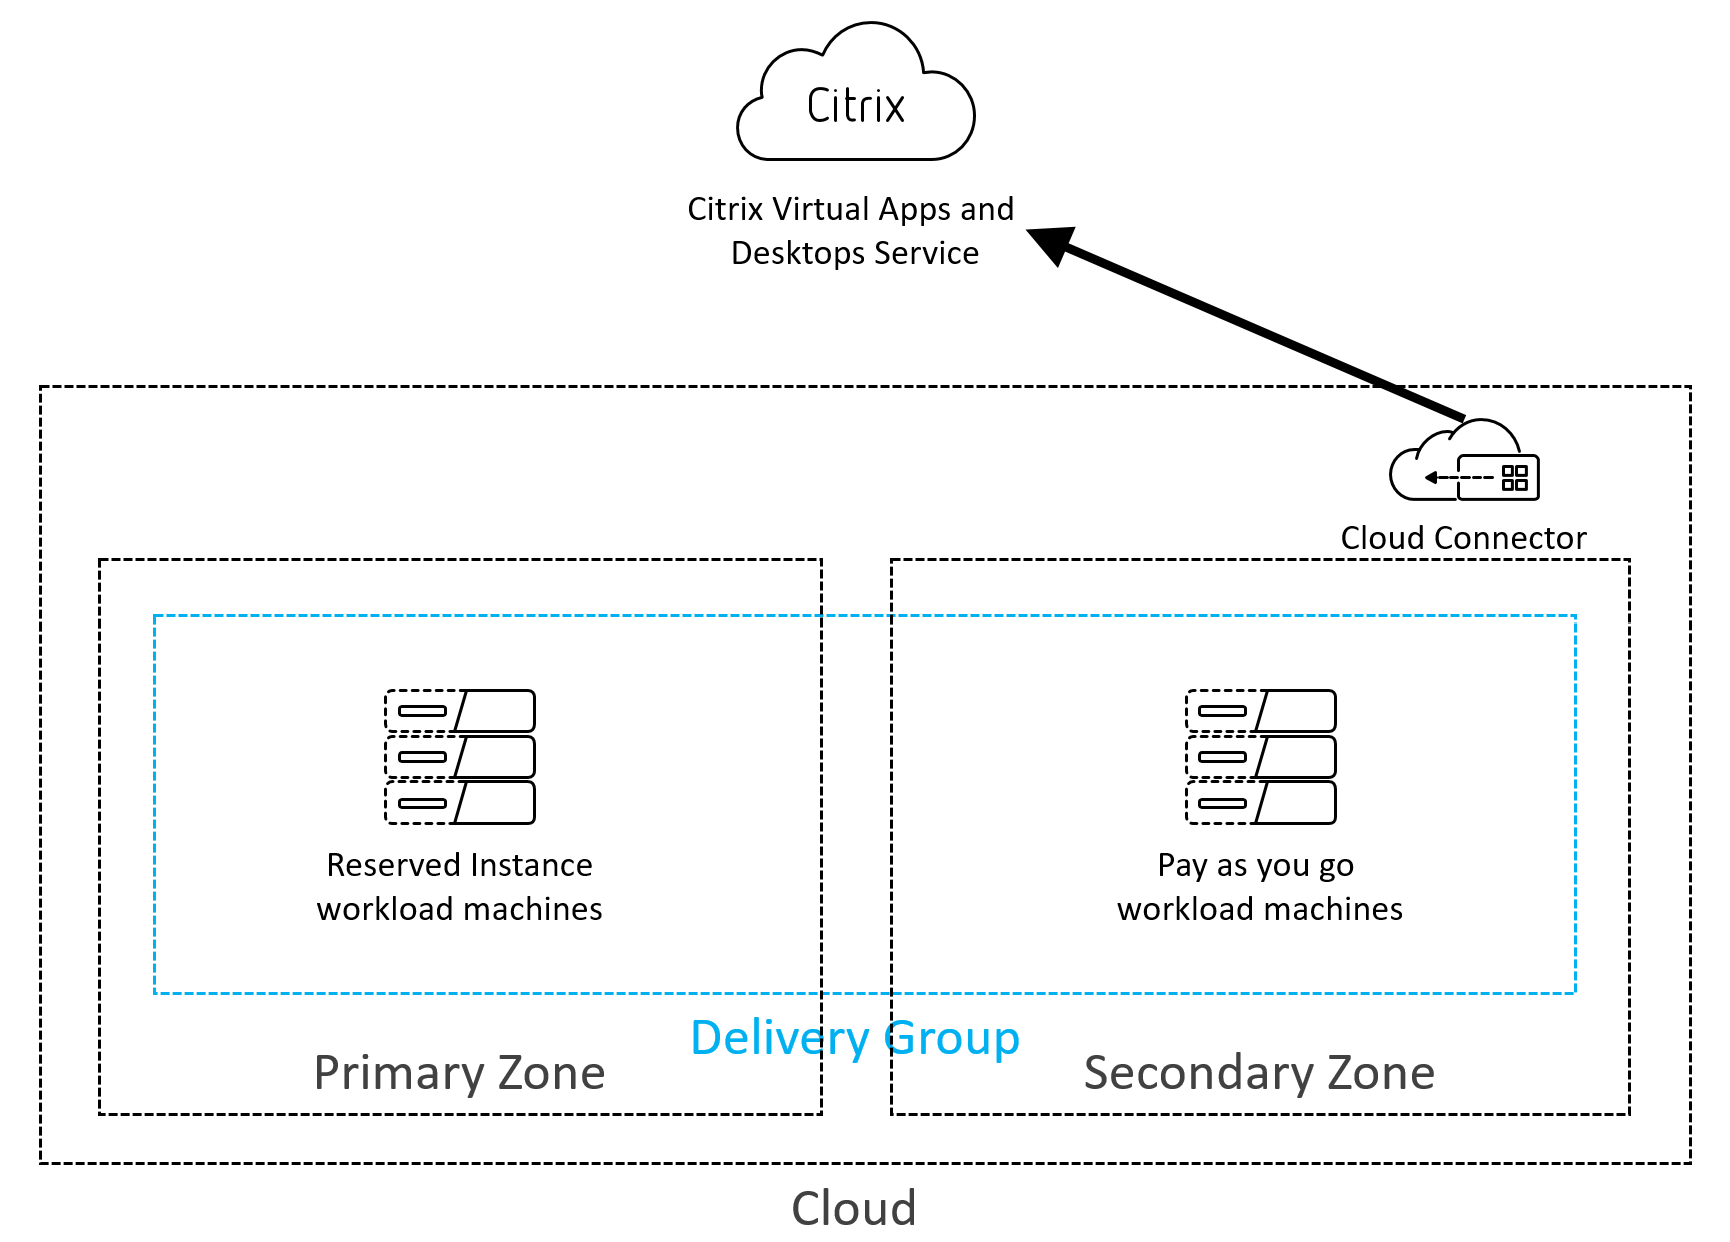 Citrix
Citrix Virtual Apps and
Desktops Service
Cloud Connector
Reserved Instance
workload machines
Pay as you go
workload machines
Delivery Group
Primary Zone
Secondary Zone
Cloud